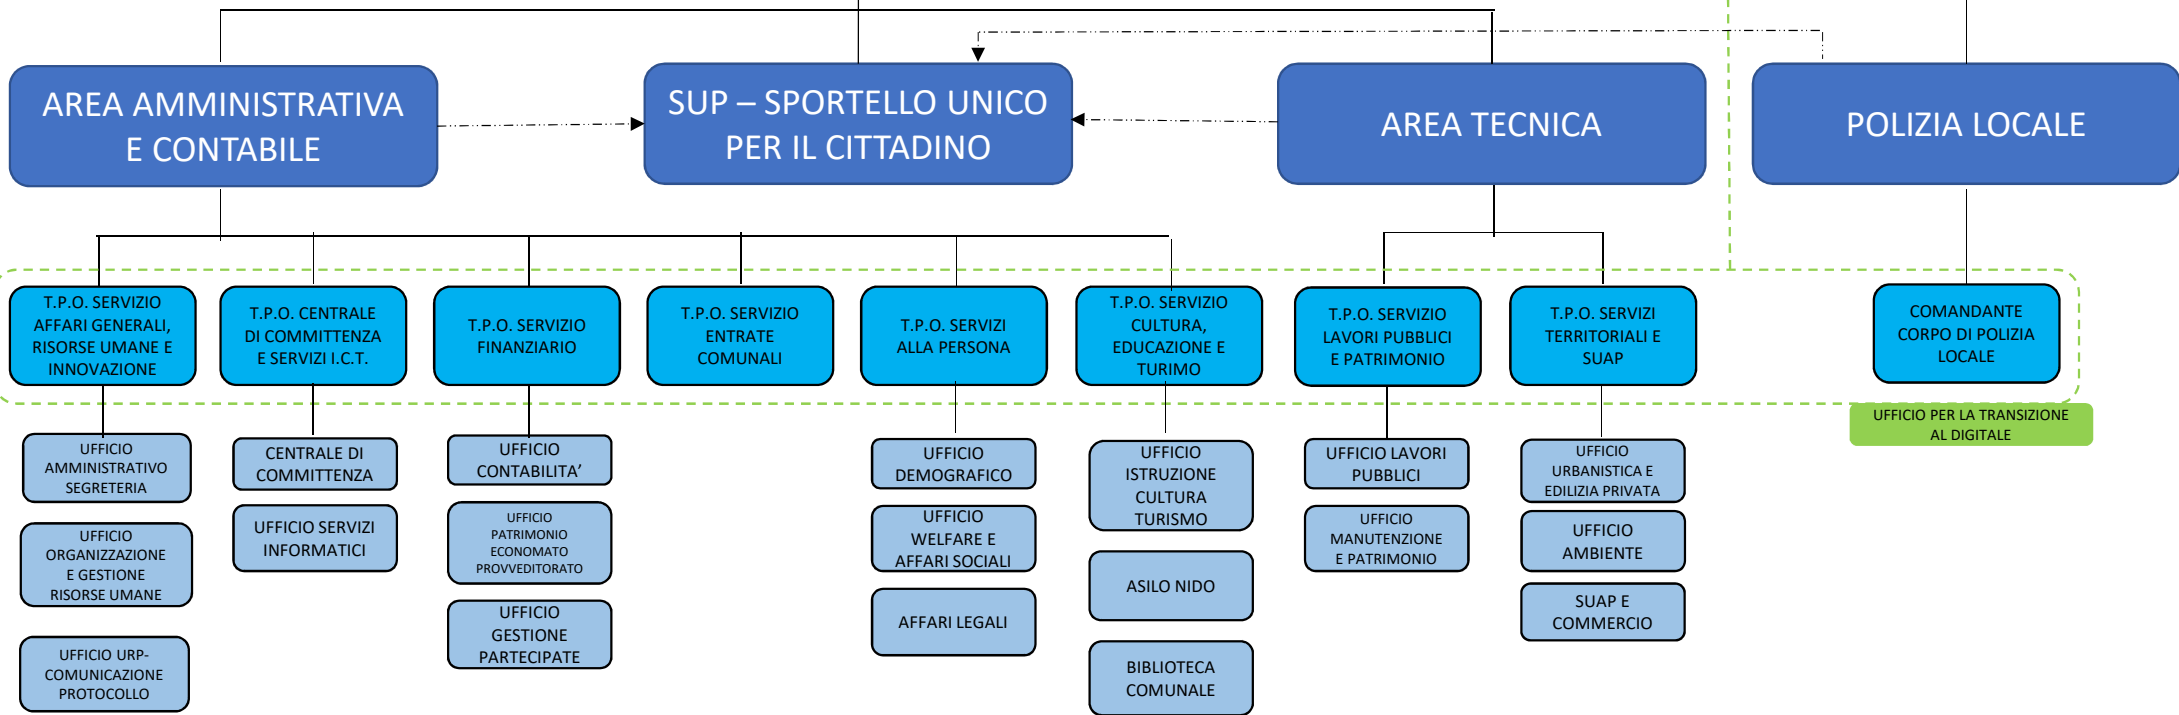 AREA AMMINISTRATIVA
E CONTABILE
SUP – SPORTELLO UNICO
PER IL CITTADINO
AREA TECNICA
POLIZIA LOCALE
T.P.O. SERVIZIO
AFFARI GENERALI,
RISORSE UMANE E
INNOVAZIONE
T.P.O. CENTRALE
DI COMMITTENZA
E SERVIZI I.C.T.
T.P.O. SERVIZIO
FINANZIARIO
T.P.O. SERVIZIO
ENTRATE
COMUNALI
T.P.O. SERVIZI
ALLA PERSONA
T.P.O. SERVIZIO
CULTURA,
EDUCAZIONE E
TURIMO
T.P.O. SERVIZIO
LAVORI PUBBLICI
E PATRIMONIO
T.P.O. SERVIZI
TERRITORIALI E
SUAP
COMANDANTE
CORPO DI POLIZIA
LOCALE
UFFICIO PER LA TRANSIZIONE
AL DIGITALE
UFFICIO
AMMINISTRATIVO
SEGRETERIA
UFFICIO
ORGANIZZAZIONE
E GESTIONE
RISORSE UMANE
UFFICIO URP-
COMUNICAZIONE
PROTOCOLLO
CENTRALE DI
COMMITTENZA
UFFICIO SERVIZI
INFORMATICI
UFFICIO
CONTABILITA’
UFFICIO
PATRIMONIO
ECONOMATO
PROVVEDITORATO
UFFICIO
GESTIONE
PARTECIPATE
UFFICIO
DEMOGRAFICO
UFFICIO
WELFARE E
AFFARI SOCIALI
AFFARI LEGALI
UFFICIO
ISTRUZIONE
CULTURA
TURISMO
ASILO NIDO
BIBLIOTECA
COMUNALE
UFFICIO LAVORI
PUBBLICI
UFFICIO
MANUTENZIONE
E PATRIMONIO
UFFICIO
URBANISTICA E
EDILIZIA PRIVATA
UFFICIO
AMBIENTE
SUAP E
COMMERCIO